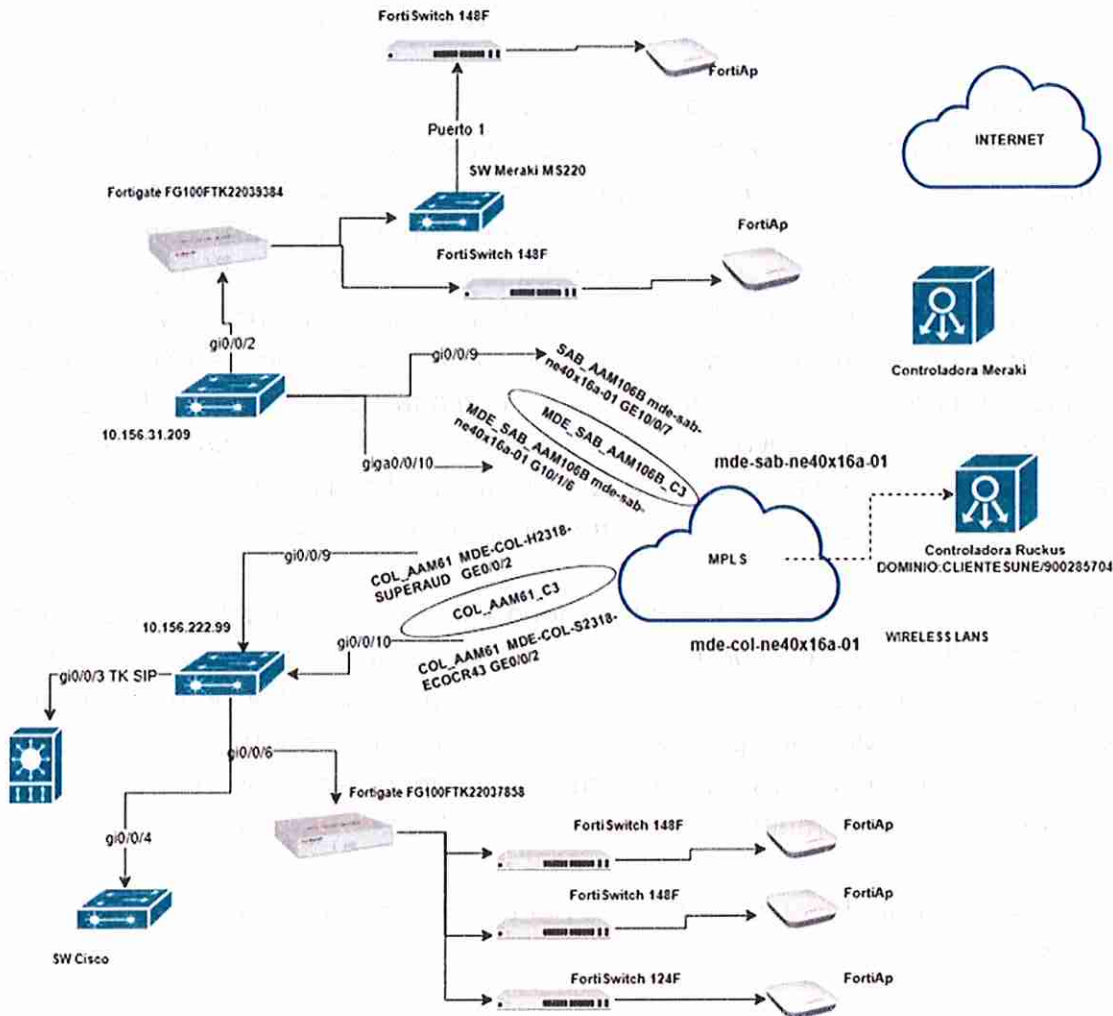 FortiSwitch 148F
FortiAp
Puerto 1
INTERNET
SW Meraki MS220
Fortigate FG100FTK22039384
FortiAp
FortiSwitch 148F
gi0/0/2
Controladora Meraki
gi0/0/9
SAB_AAM106B mde-sab-
ne40x16a-01 GE10/0/7
10.156.31.209
MDE_SAB_AAM106B_C3
MDE_SAB_AAM106B mde-sab-
ne40x16a-01 G10/1/6
giga0/0/10
mde-sab-ne40x16a-01
gi0/0/9
COL_AAM61 MDE-COL-H2318-
SUPERAUD GE0/0/2
MPLS
Controladora Ruckus
DOMINIO:CLIENTESUNE/900285704
COL_AAM61_C3
10.156.222.99
gi0/0/10
COL_AAM61 MDE-COL-S2318-
ECOCR43 GE0/0/2
mde-col-ne40x16a-01
WIRELESS LANS
gi0/0/3 TK SIP
gi0/0/6
Fortigate FG100FTK22037858
gi0/0/4
FortiSwitch 148F
FortiAp
FortiSwitch 148F
FortiAp
SW Cisco
FortiSwitch 124F
FortiAp